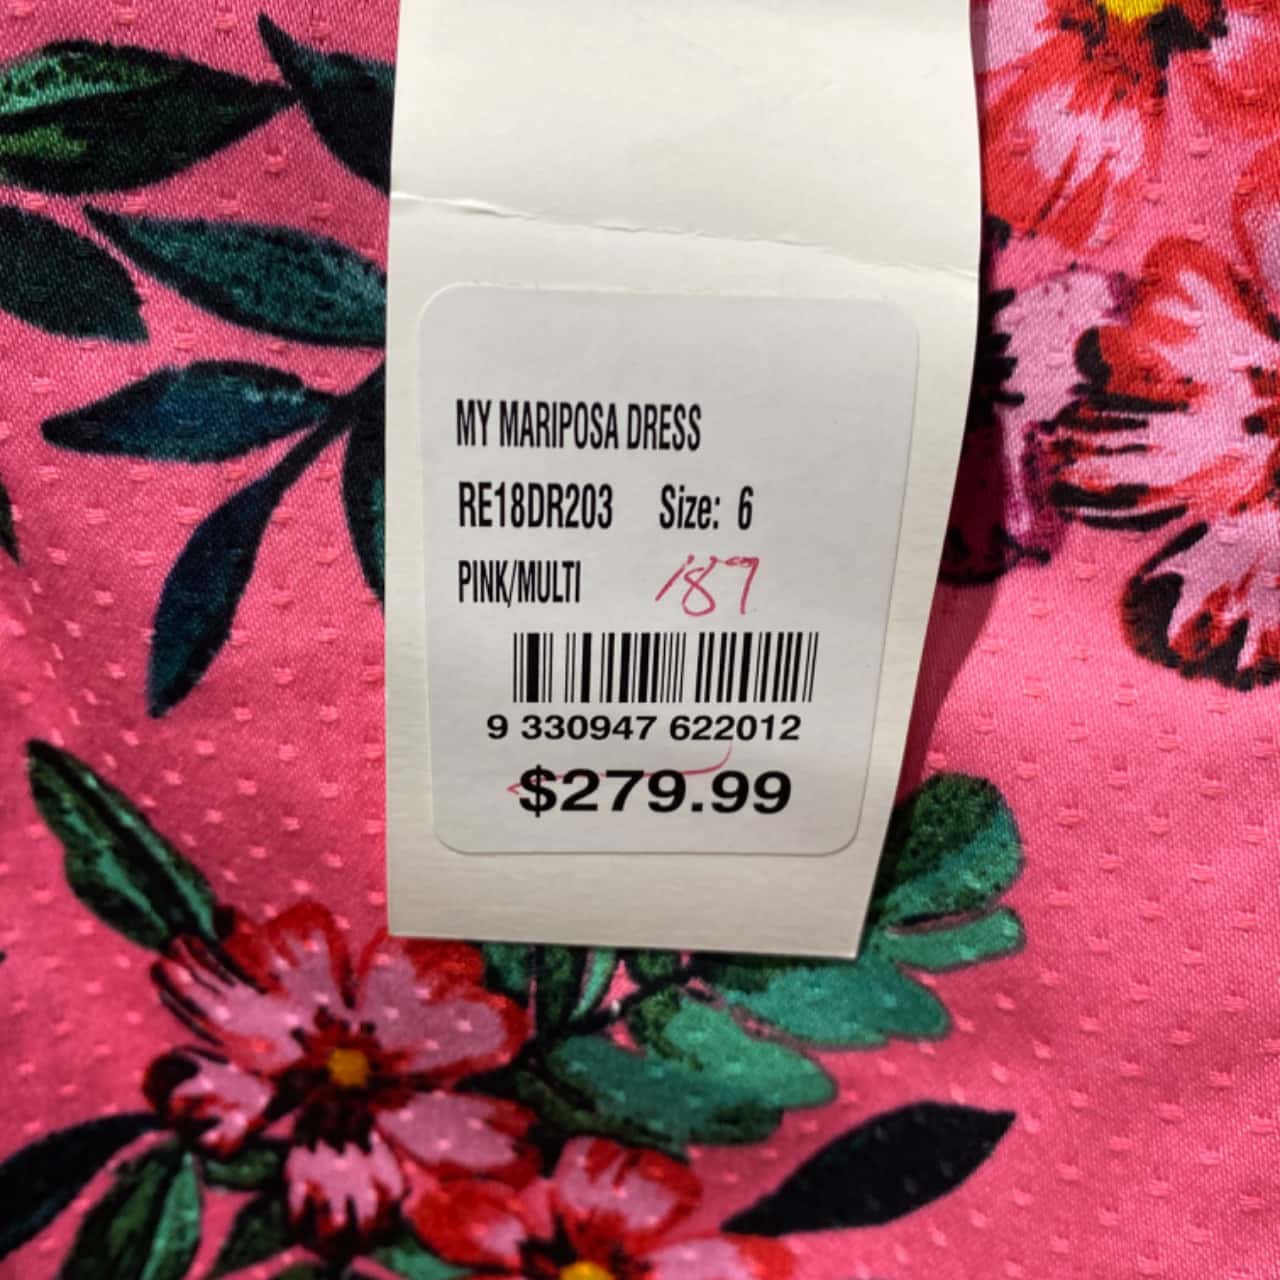 MY MARIPOSA DRESS
RE18DR203 Size: 6
PINK/MULTI 189
9 330947 622012
$279.99